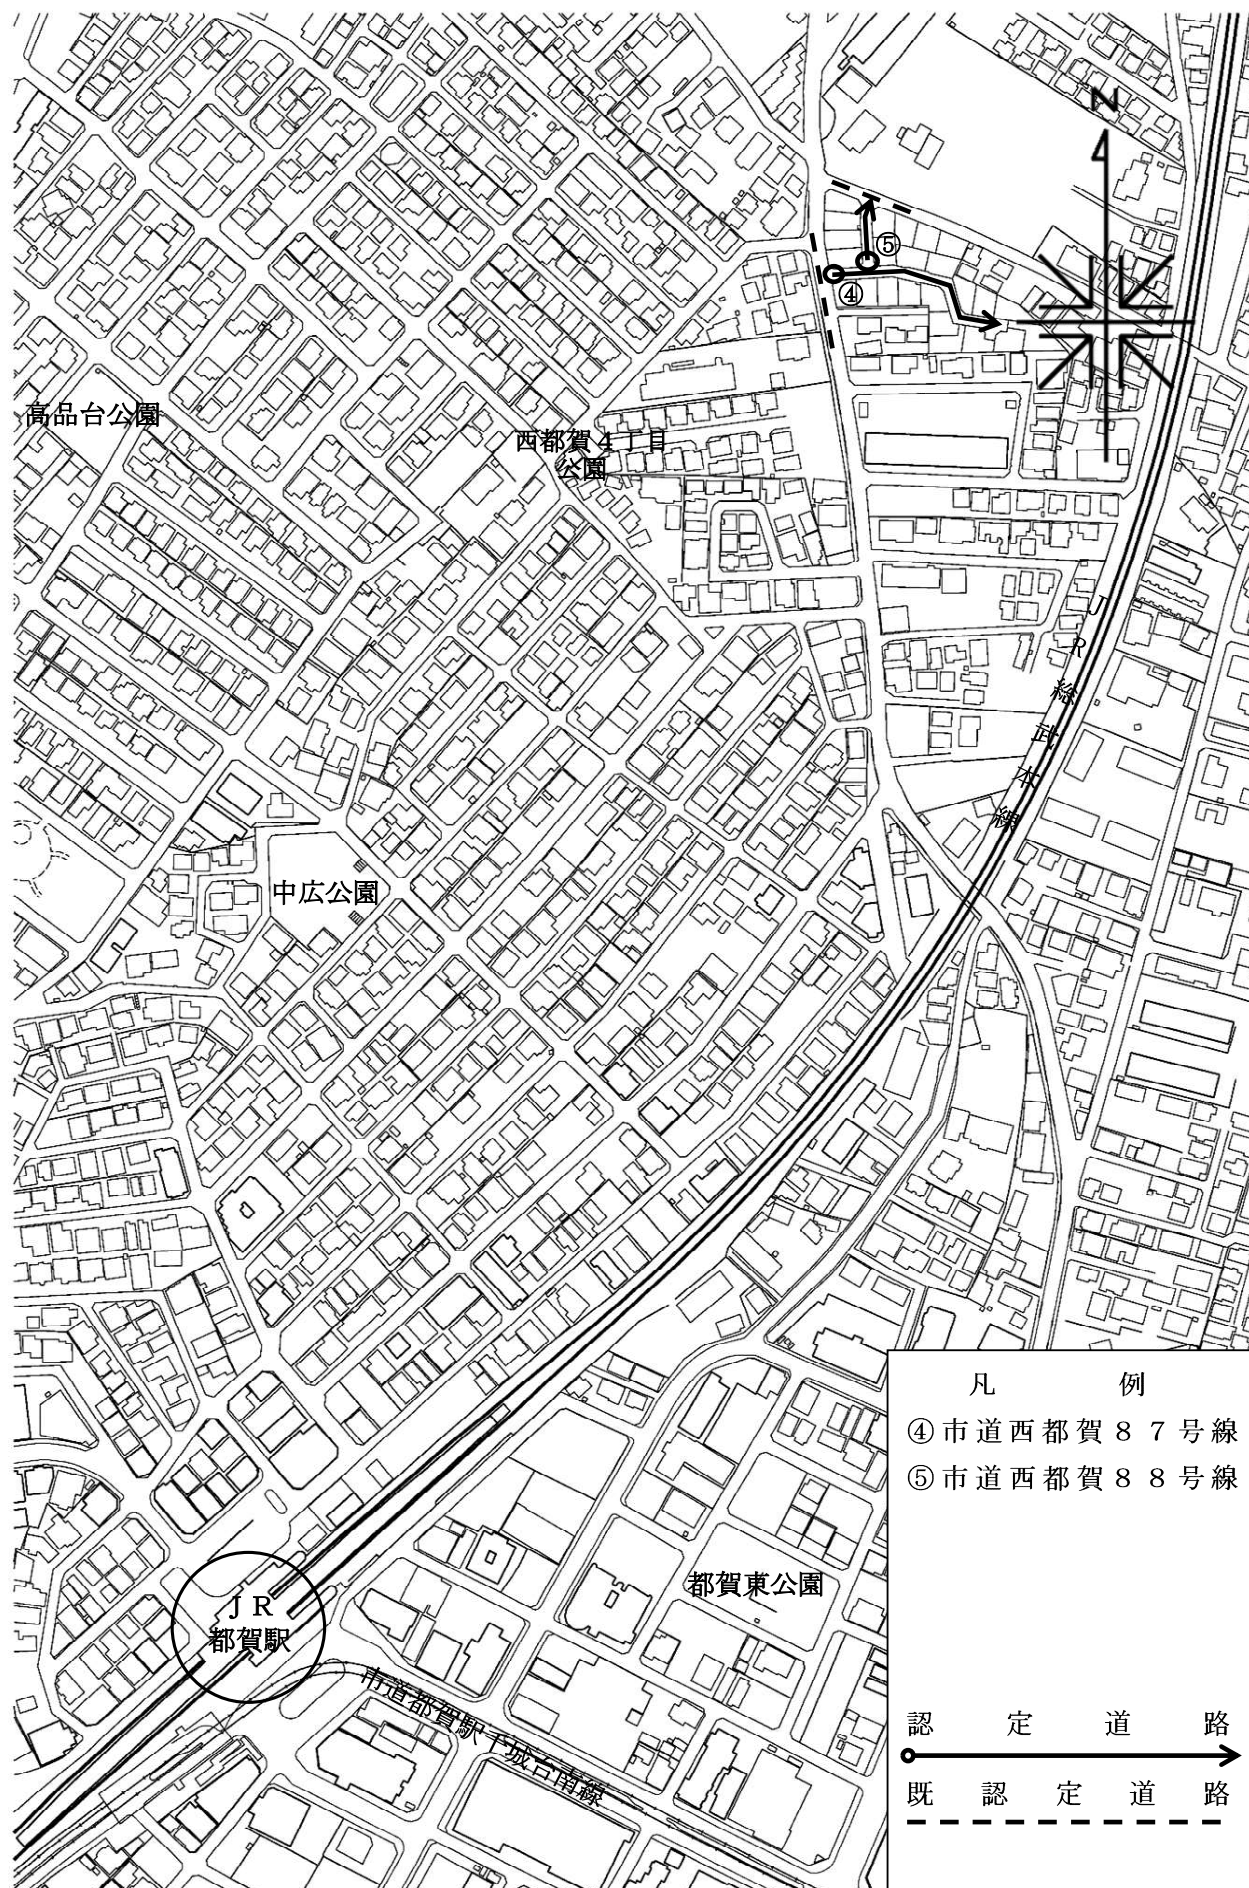 N
⑤
④
高品台公園
西都賀4丁目
公園
JR総武本線
中広公園
凡例
④市道西都賀87号線
⑤市道西都賀88号線
都賀東公園
JR
都賀駅
市道都賀駅千城台南線
認定道路
既認定道路